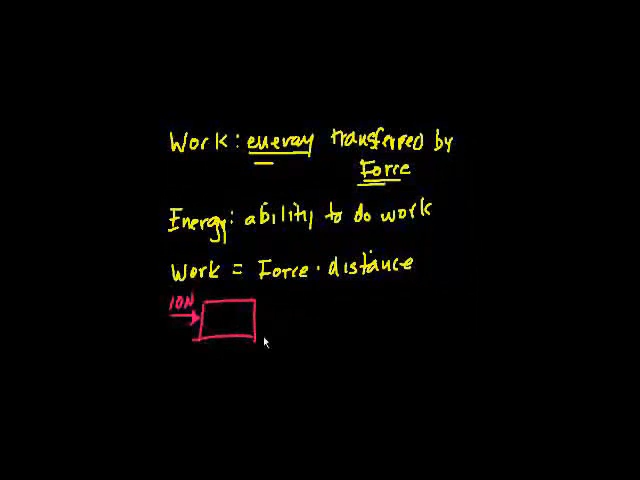 Work: energy transferred by
Force
Energy: ability to do work
Work = Force · distance
10N